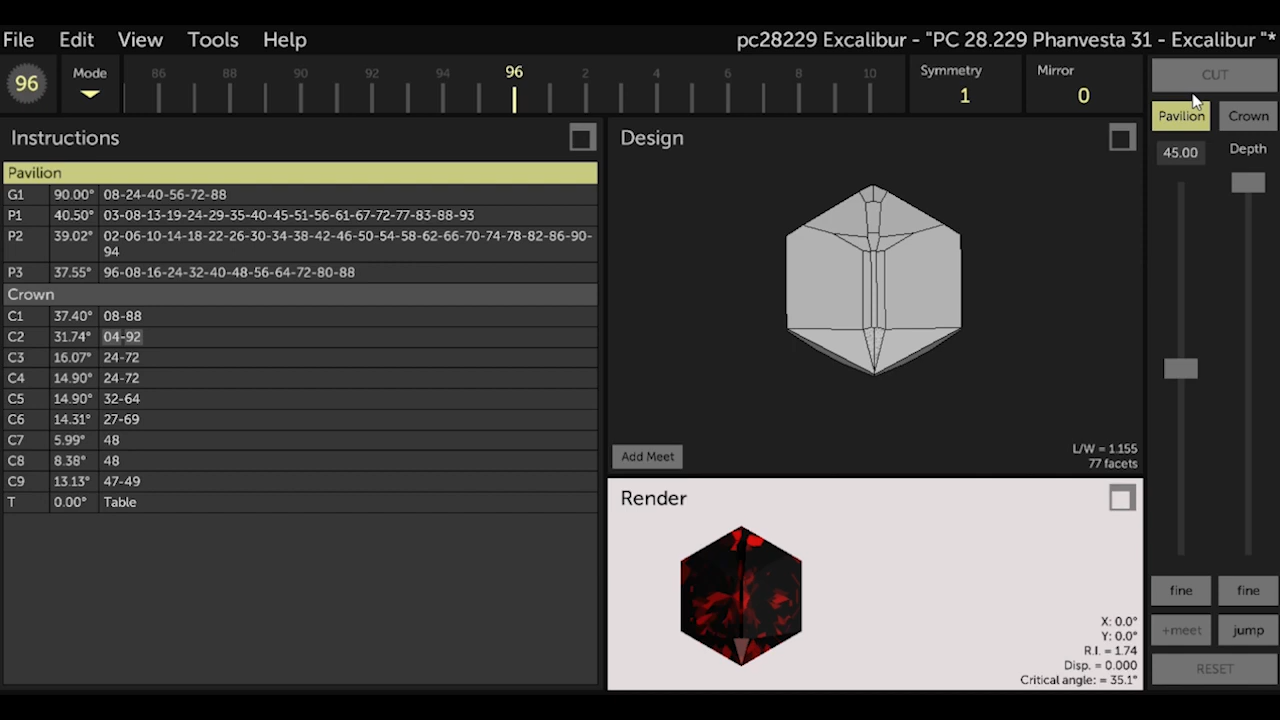 File Edit View Tools Help pc28229 Excalibur - "PC 28.229 Phanvesta 31 - Excalibur "*
96 Mode 86 88 90 92 94 96 2 4 6 8 10 Symmetry 1 Mirror 0 CUT
Pavilion Crown
45.00 Depth
Instructions
Pavilion
G1 90.00° 08-24-40-56-72-88
P1 40.50° 03-08-13-19-24-29-35-40-45-51-56-61-67-72-77-83-88-93
P2 39.02° 02-06-10-14-18-22-26-30-34-38-42-46-50-54-58-62-66-70-74-78-82-86-90-
94
P3 37.55° 96-08-16-24-32-40-48-56-64-72-80-88
Crown
C1 37.40° 08-88
C2 31.74° 04-92
C3 16.07° 24-72
C4 14.90° 24-72
C5 14.90° 32-64
C6 14.31° 27-69
C7 5.99° 48
C8 8.38° 48
C9 13.13° 47-49
T 0.00° Table
Design
Add Meet
L/W = 1.155
77 facets
Render
X: 0.0°
Y: 0.0°
R.I. = 1.74
Disp. = 0.000
Critical angle: = 35.1°
fine fine
+meet jump
RESET